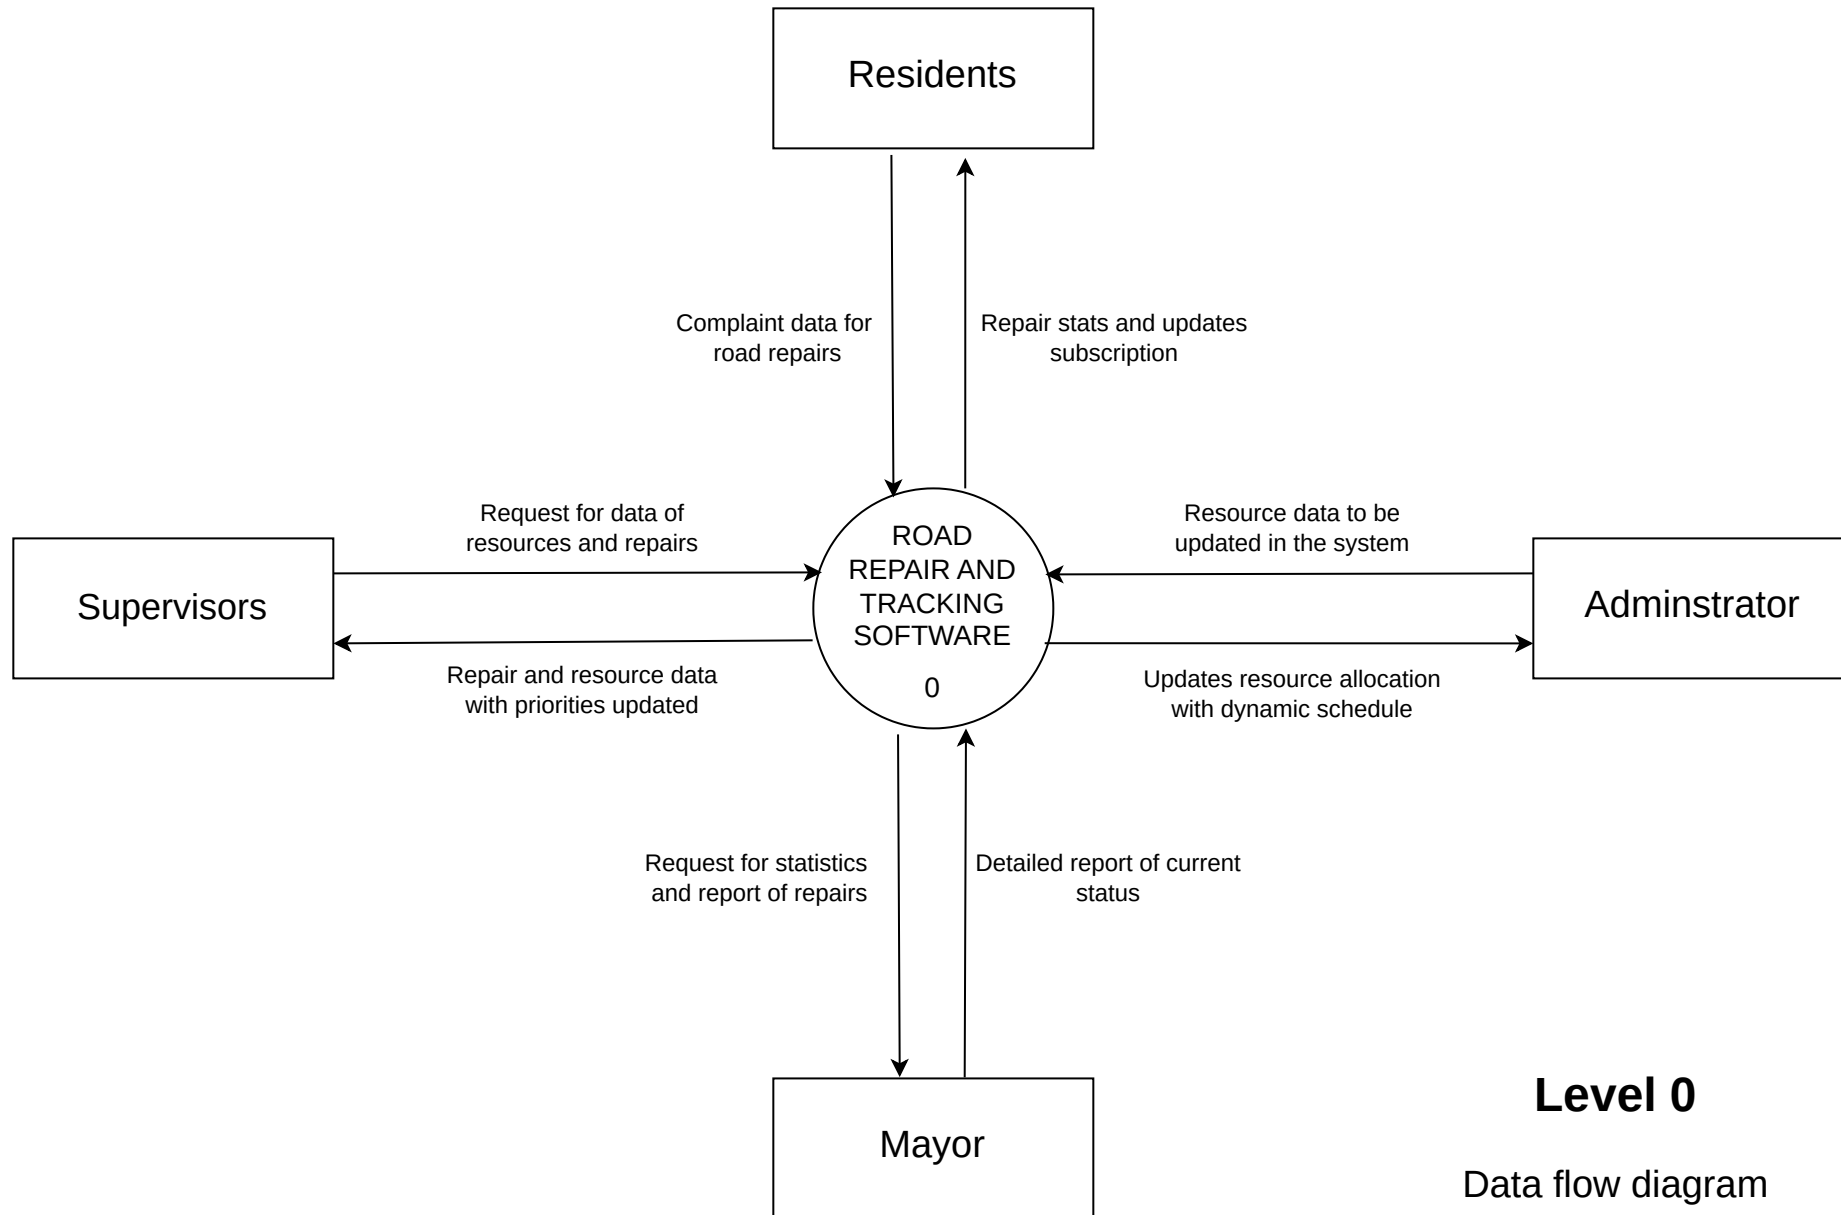 Residents
Complaint data for
road repairs
Repair stats and updates
subscription
Request for data of
resources and repairs
Supervisors
Repair and resource data
with priorities updated
ROAD
REPAIR AND
TRACKING
SOFTWARE
0
Resource data to be
updated in the system
Adminstrator
Updates resource allocation
with dynamic schedule
Request for statistics
and report of repairs
Detailed report of current
status
Mayor
Level 0
Data flow diagram